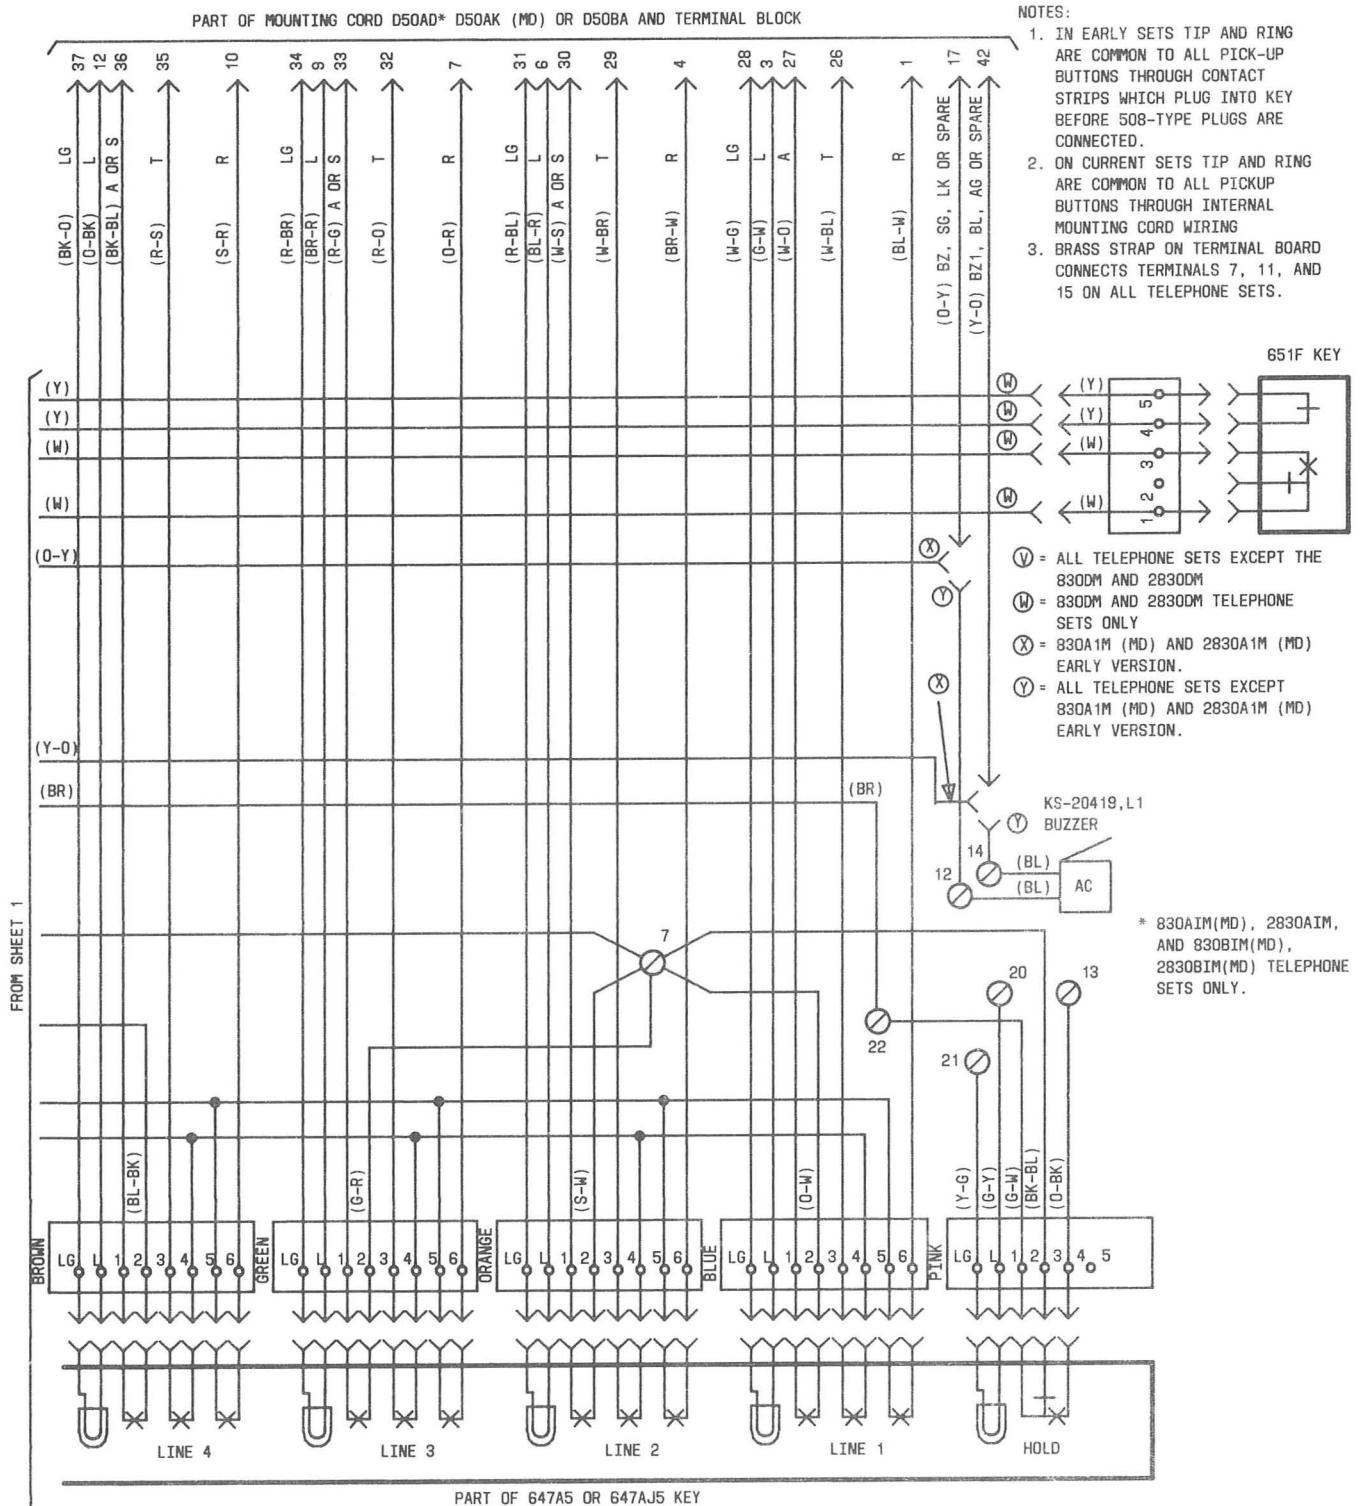 PART OF MOUNTING CORD D50AD* D50AK (MD) OR D50BA AND TERMINAL BLOCK
NOTES:
1. IN EARLY SETS TIP AND RING
ARE COMMON TO ALL PICK-UP
BUTTONS THROUGH CONTACT
STRIPS WHICH PLUG INTO KEY
BEFORE 508-TYPE PLUGS ARE
CONNECTED.
2. ON CURRENT SETS TIP AND RING
ARE COMMON TO ALL PICKUP
BUTTONS THROUGH INTERNAL
MOUNTING CORD WIRING
3. BRASS STRAP ON TERMINAL BOARD
CONNECTS TERMINALS 7, 11, AND
15 ON ALL TELEPHONE SETS.
37 12 36 35 10 34 9 33 32 7 31 6 30 29 4 28 3 27 26 1 17 42
(BK-O) LG
(O-BK) L
(BK-BL) A OR S
(R-S) T
(S-R) R
(R-BR) LG
(BR-R) L
(R-G) A OR S
(R-O) T
(O-R) R
(R-BL) LG
(BL-R) L
(W-S) A OR S
(W-BR) T
(BR-W) R
(W-G) LG
(G-W) L
(W-O) A
(W-BL) T
(BL-W) R
(O-Y) BZ, SG, LK OR SPARE
(Y-O) BZ1, BL, AG OR SPARE
651F KEY
(Y) W (Y) 5
(Y) W (Y) 4
(W) W (W) 3
2
(W) W (W) 1
(O-Y) X
Y
V = ALL TELEPHONE SETS EXCEPT THE
830DM AND 2830DM
W = 830DM AND 2830DM TELEPHONE
SETS ONLY
X = 830A1M (MD) AND 2830A1M (MD)
EARLY VERSION.
Y = ALL TELEPHONE SETS EXCEPT
830A1M (MD) AND 2830A1M (MD)
EARLY VERSION.
X
(Y-O)
(BR) (BR)
KS-20419,L1
Y BUZZER
14 (BL)
12 (BL) AC
FROM SHEET 1
* 830AIM(MD), 2830AIM,
AND 830BIM(MD),
2830BIM(MD) TELEPHONE
SETS ONLY.
7
20 13
22
21
(BL-BK) (G-R) (S-W) (O-W) (Y-G) (G-Y) (G-W) (BK-BL) (O-BK)
BROWN LG L 1 2 3 4 5 6
GREEN LG L 1 2 3 4 5 6
ORANGE LG L 1 2 3 4 5 6
BLUE LG L 1 2 3 4 5 6
PINK LG L 1 2 3 4 5
LINE 4 LINE 3 LINE 2 LINE 1 HOLD
PART OF 647A5 OR 647AJ5 KEY